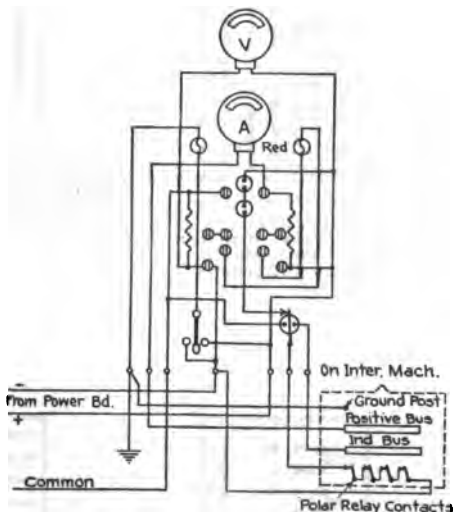 V
A
Red
On Inter. Mach.
-
From Power Bd.
+
Ground Post
Positive Bus
Ind Bus
Common
Polar Relay Contacts